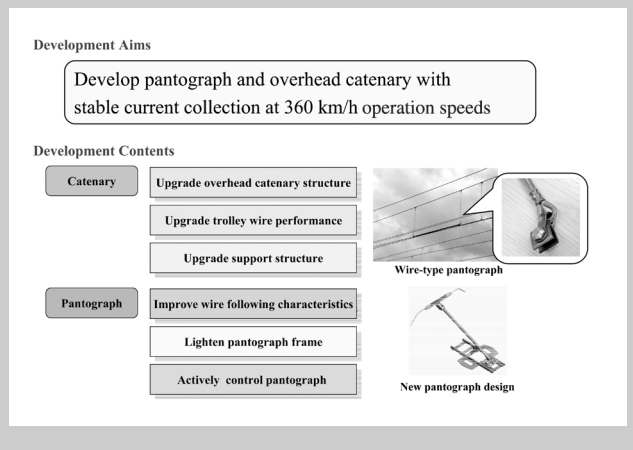 Development Aims
Develop pantograph and overhead catenary with
stable current collection at 360 km/h operation speeds
Development Contents
Catenary
Upgrade overhead catenary structure
Upgrade trolley wire performance
Upgrade support structure
Wire-type pantograph
Pantograph
Improve wire following characteristics
Lighten pantograph frame
Actively control pantograph
New pantograph design